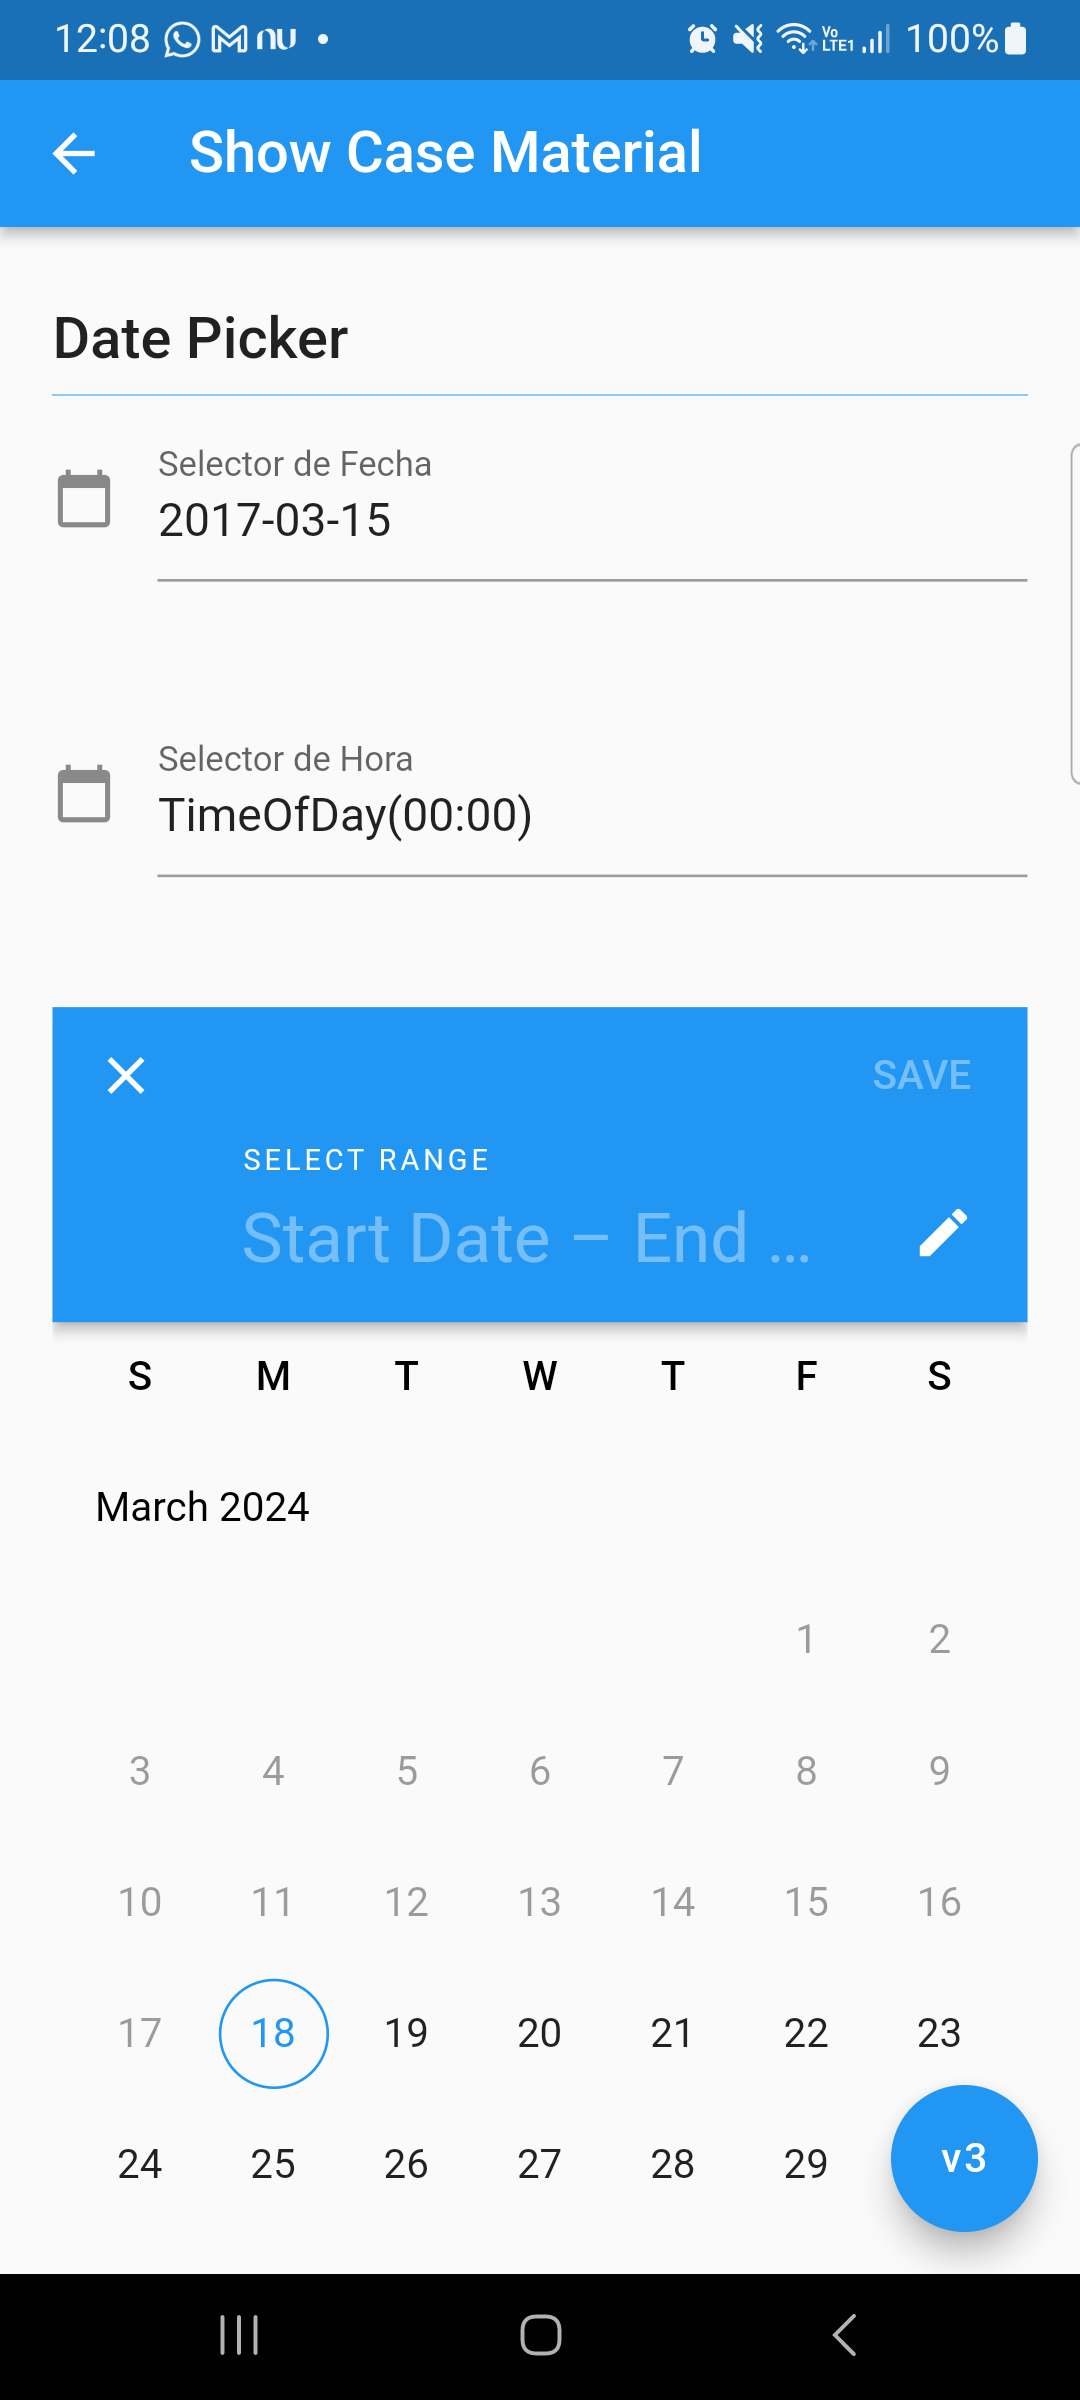 12:08 nu 100%
Vo
LTE1
Show Case Material
Date Picker
Selector de Fecha
2017-03-15
Selector de Hora
TimeOfDay(00:00)
SAVE
SELECT RANGE
Start Date – End ...
S M T W T F S
March 2024
1 2
3 4 5 6 7 8 9
10 11 12 13 14 15 16
17 18 19 20 21 22 23
24 25 26 27 28 29
v3